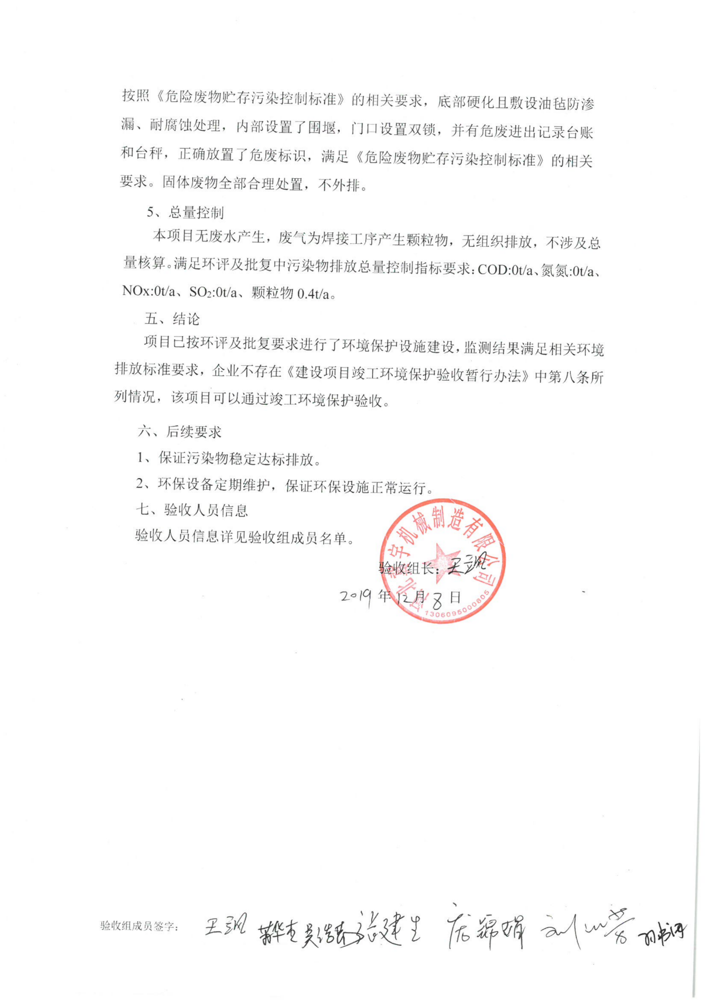 按照《危险废物贮存污染控制标准》的相关要求，底部硬化且敷设油毡防渗
漏、耐腐蚀处理，内部设置了围堰，门口设置双锁，并有危废进出记录台账
和台秤，正确放置了危废标识，满足《危险废物贮存污染控制标准》的相关
要求。固体废物全部合理处置，不外排。
5、总量控制
本项目无废水产生，废气为焊接工序产生颗粒物，无组织排放，不涉及总
量核算。满足环评及批复中污染物排放总量控制指标要求：COD:0t/a、氮氮:0t/a、
NOx:0t/a、SO₂:0t/a、颗粒物 0.4t/a。
五、结论
项目已按环评及批复要求进行了环境保护设施建设，监测结果满足相关环境
排放标准要求，企业不存在《建设项目竣工环境保护验收暂行办法》中第八条所
列情况，该项目可以通过竣工环境保护验收。
六、后续要求
1、保证污染物稳定达标排放。
2、环保设备定期维护，保证环保设施正常运行。
七、验收人员信息
验收人员信息详见验收组成员名单。
河北 宇机械制造有限公司
验收组长：王
2019 年 12 月 8 日
1306095000805
验收组成员签字： 王 建生 刘